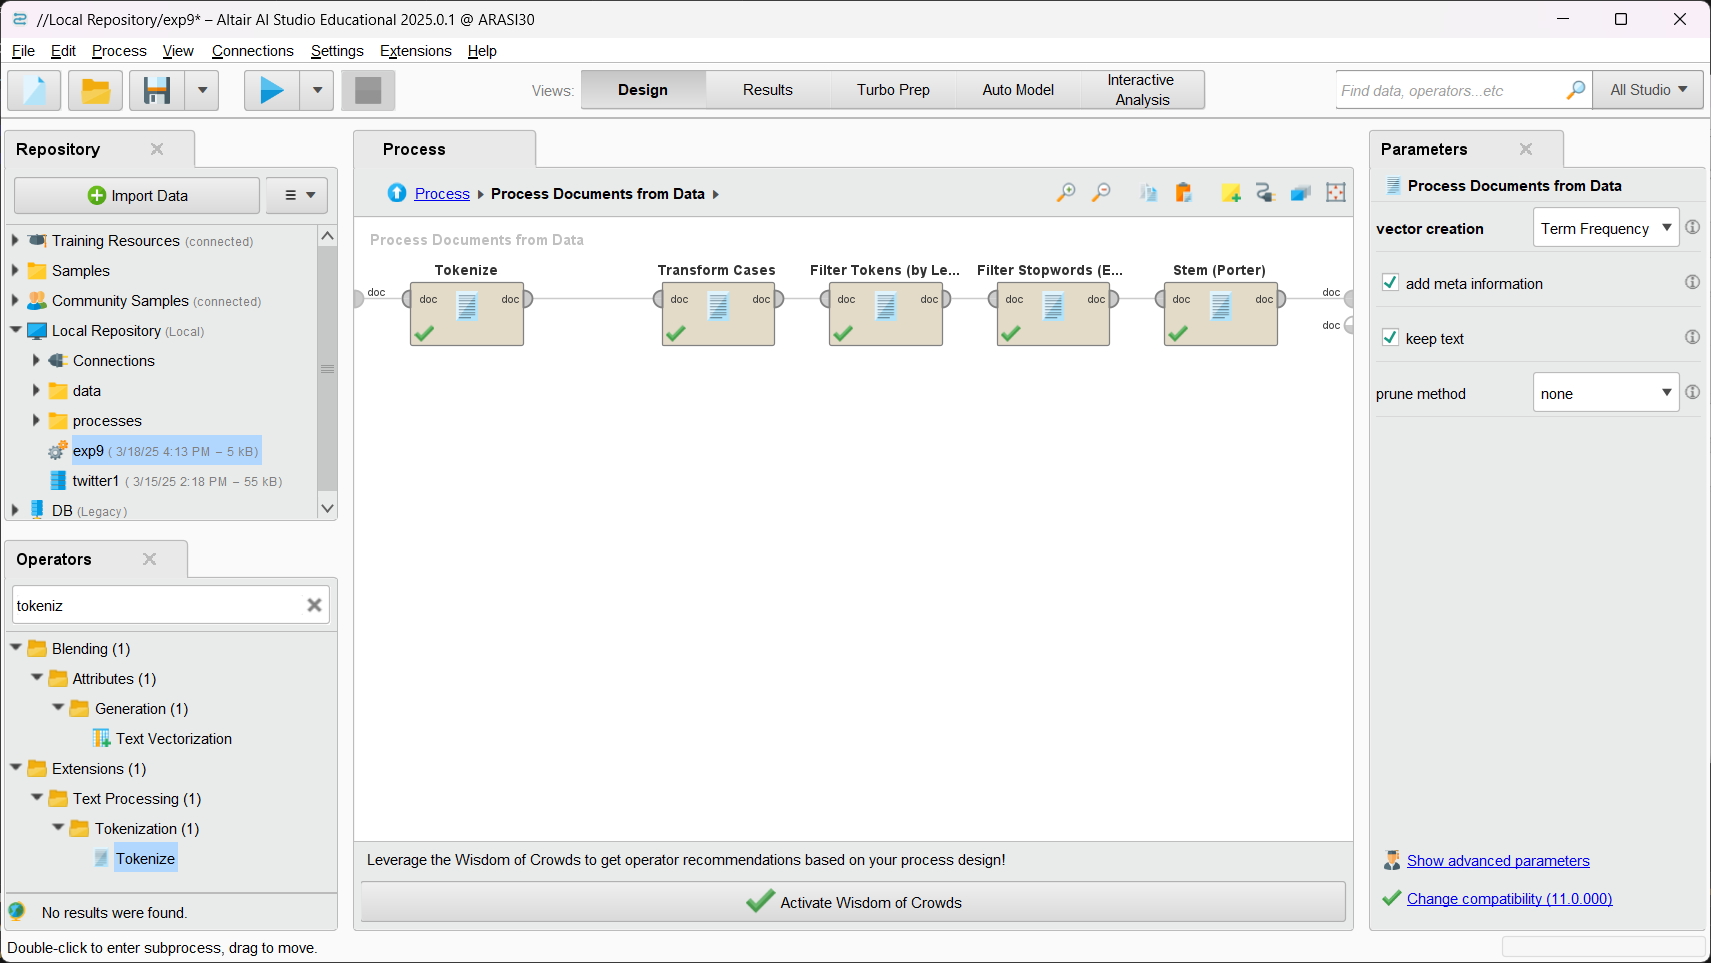 //Local Repository/exp9* – Altair AI Studio Educational 2025.0.1 @ ARASI30
File Edit Process View Connections Settings Extensions Help
Views: Design Results Turbo Prep Auto Model Interactive Analysis
Find data, operators...etc All Studio
Repository
Import Data
Training Resources (connected)
Samples
Community Samples (connected)
Local Repository (Local)
Connections
data
processes
exp9 ( 3/18/25 4:13 PM – 5 kB)
twitter1 ( 3/15/25 2:18 PM – 55 kB)
DB (Legacy)
Operators
tokeniz
Blending (1)
Attributes (1)
Generation (1)
Text Vectorization
Extensions (1)
Text Processing (1)
Tokenization (1)
Tokenize
No results were found.
Process
Process Process Documents from Data
Process Documents from Data
Tokenize Transform Cases Filter Tokens (by Le... Filter Stopwords (E... Stem (Porter)
doc doc doc doc doc doc doc doc doc doc doc doc
doc
Leverage the Wisdom of Crowds to get operator recommendations based on your process design!
Activate Wisdom of Crowds
Parameters
Process Documents from Data
vector creation Term Frequency
add meta information
keep text
prune method none
Show advanced parameters
Change compatibility (11.0.000)
Double-click to enter subprocess, drag to move.